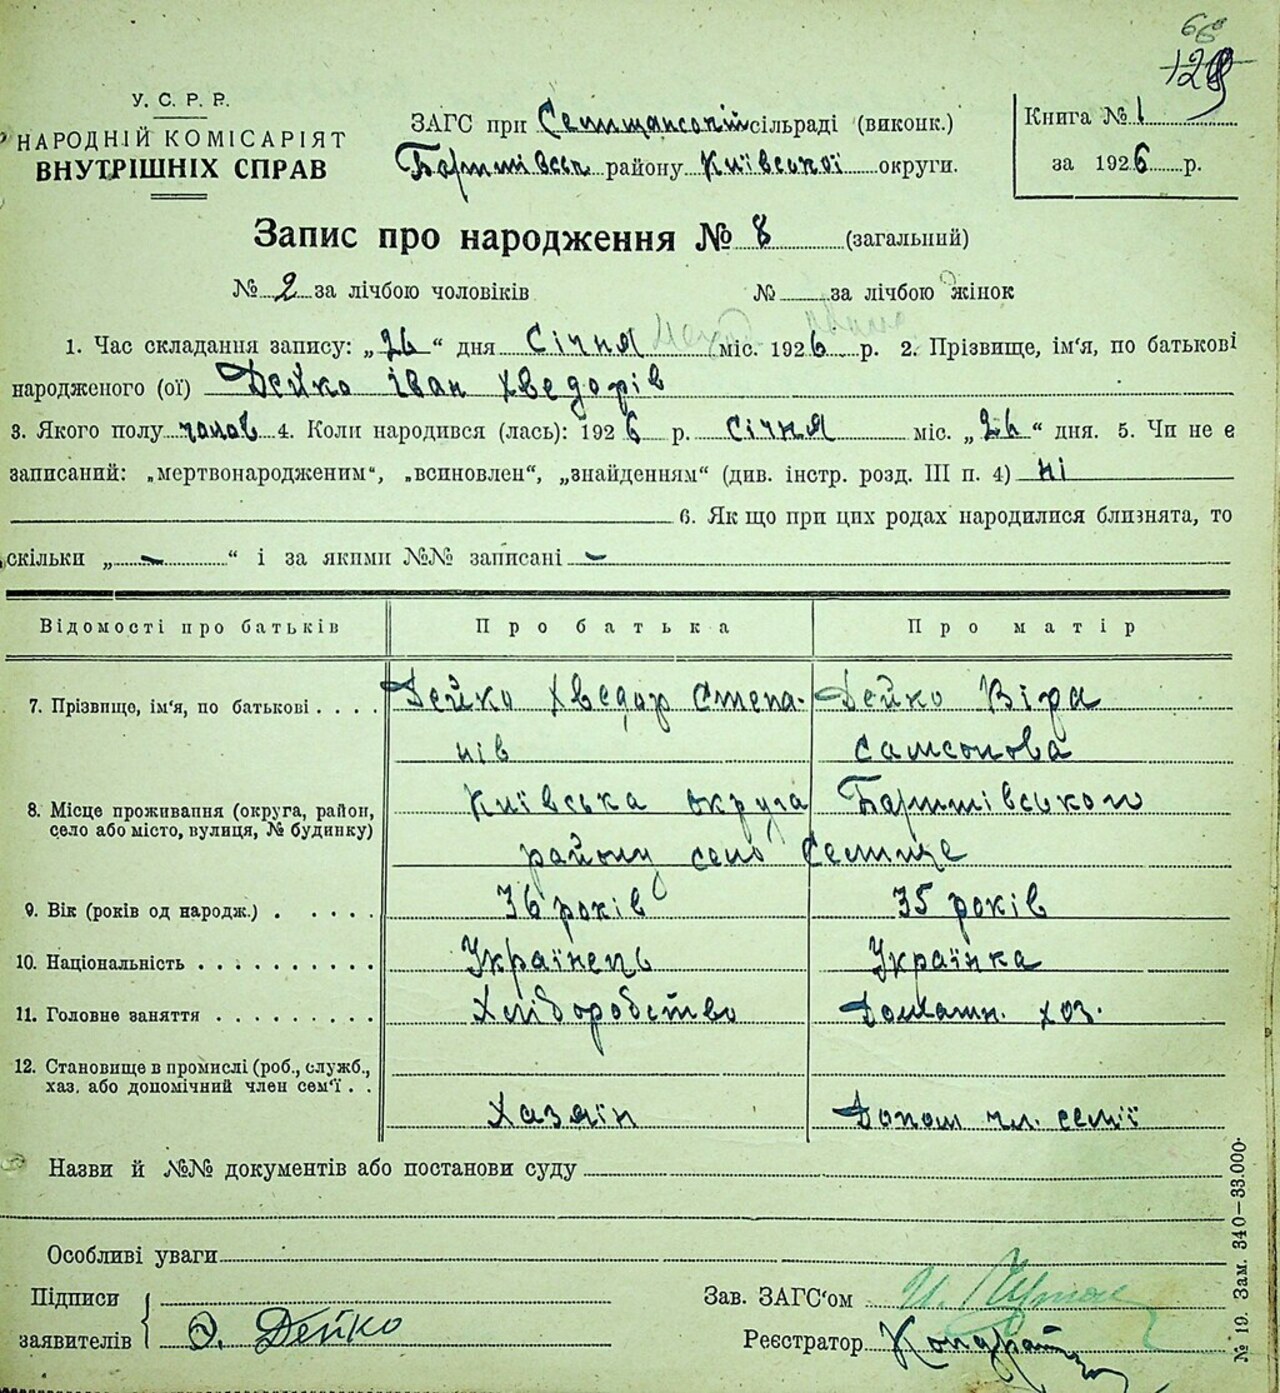 66
129
У. С. Р. Р.
НАРОДНІЙ КОМІСАРІЯТ
ВНУТРІШНІХ СПРАВ
ЗАГС при сільраді (виконк.)
району Київської округи.
Книга № 1
за 1926 р.
Запис про народження № 8 (загальний)
№ 2 за лічбою чоловіків № за лічбою жінок
1. Час складання запису: „26“ дня Січня міс. 1926 р. 2. Прізвище, ім'я, по батькові
народженого (ої) Дейко Іван Хведорів
3. Якого полу чолов 4. Коли народився (лась): 1926 р. Січня міс. „26“ дня. 5. Чи не є
записаний: „мертвонародженим“, „всиновлен“, „знайденням“ (див. інстр. розд. III п. 4) ні
6. Як що при цих родах народилися близнята, то
скільки „ - “ і за якими №№ записані -
Відомості про батьків Про батька Про матір
7. Прізвище, ім'я, по батькові . . . . Дейко Хведор Степа- Дейко Віра
нів Самсонова
8. Місце проживання (округа, район, Київська округа
село або місто, вулиця, № будинку)
району село
9. Вік (років од народж.) . . . . . 36 років 35 років
10. Національність . . . . . . . . . . Українець Українка
11. Головне заняття . . . . . . . . . Хліборобство Домашн. хоз.
12. Становище в промислі (роб., службб.,
хаз. або допомічний член сем'ї . .
Хазяїн Допом чл. семії
Назви й №№ документів або постанови суду
Особливі уваги
Підписи
заявителів Дейко
Зав. ЗАГС'ом
Реєстратор
№ 19. Зам. 340—33.000.